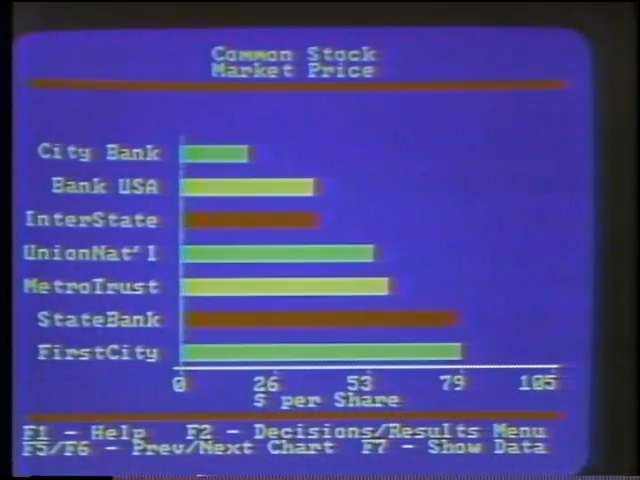 Common Stock
Market Price
City Bank
Bank USA
InterState
UnionNat'l
MetroTrust
StateBank
FirstCity
0 26 53 79 105
$ per Share
F1 - Help F2 - Decisions/Results Menu
F5/F6 - Prev/Next Chart F7 - Show Data